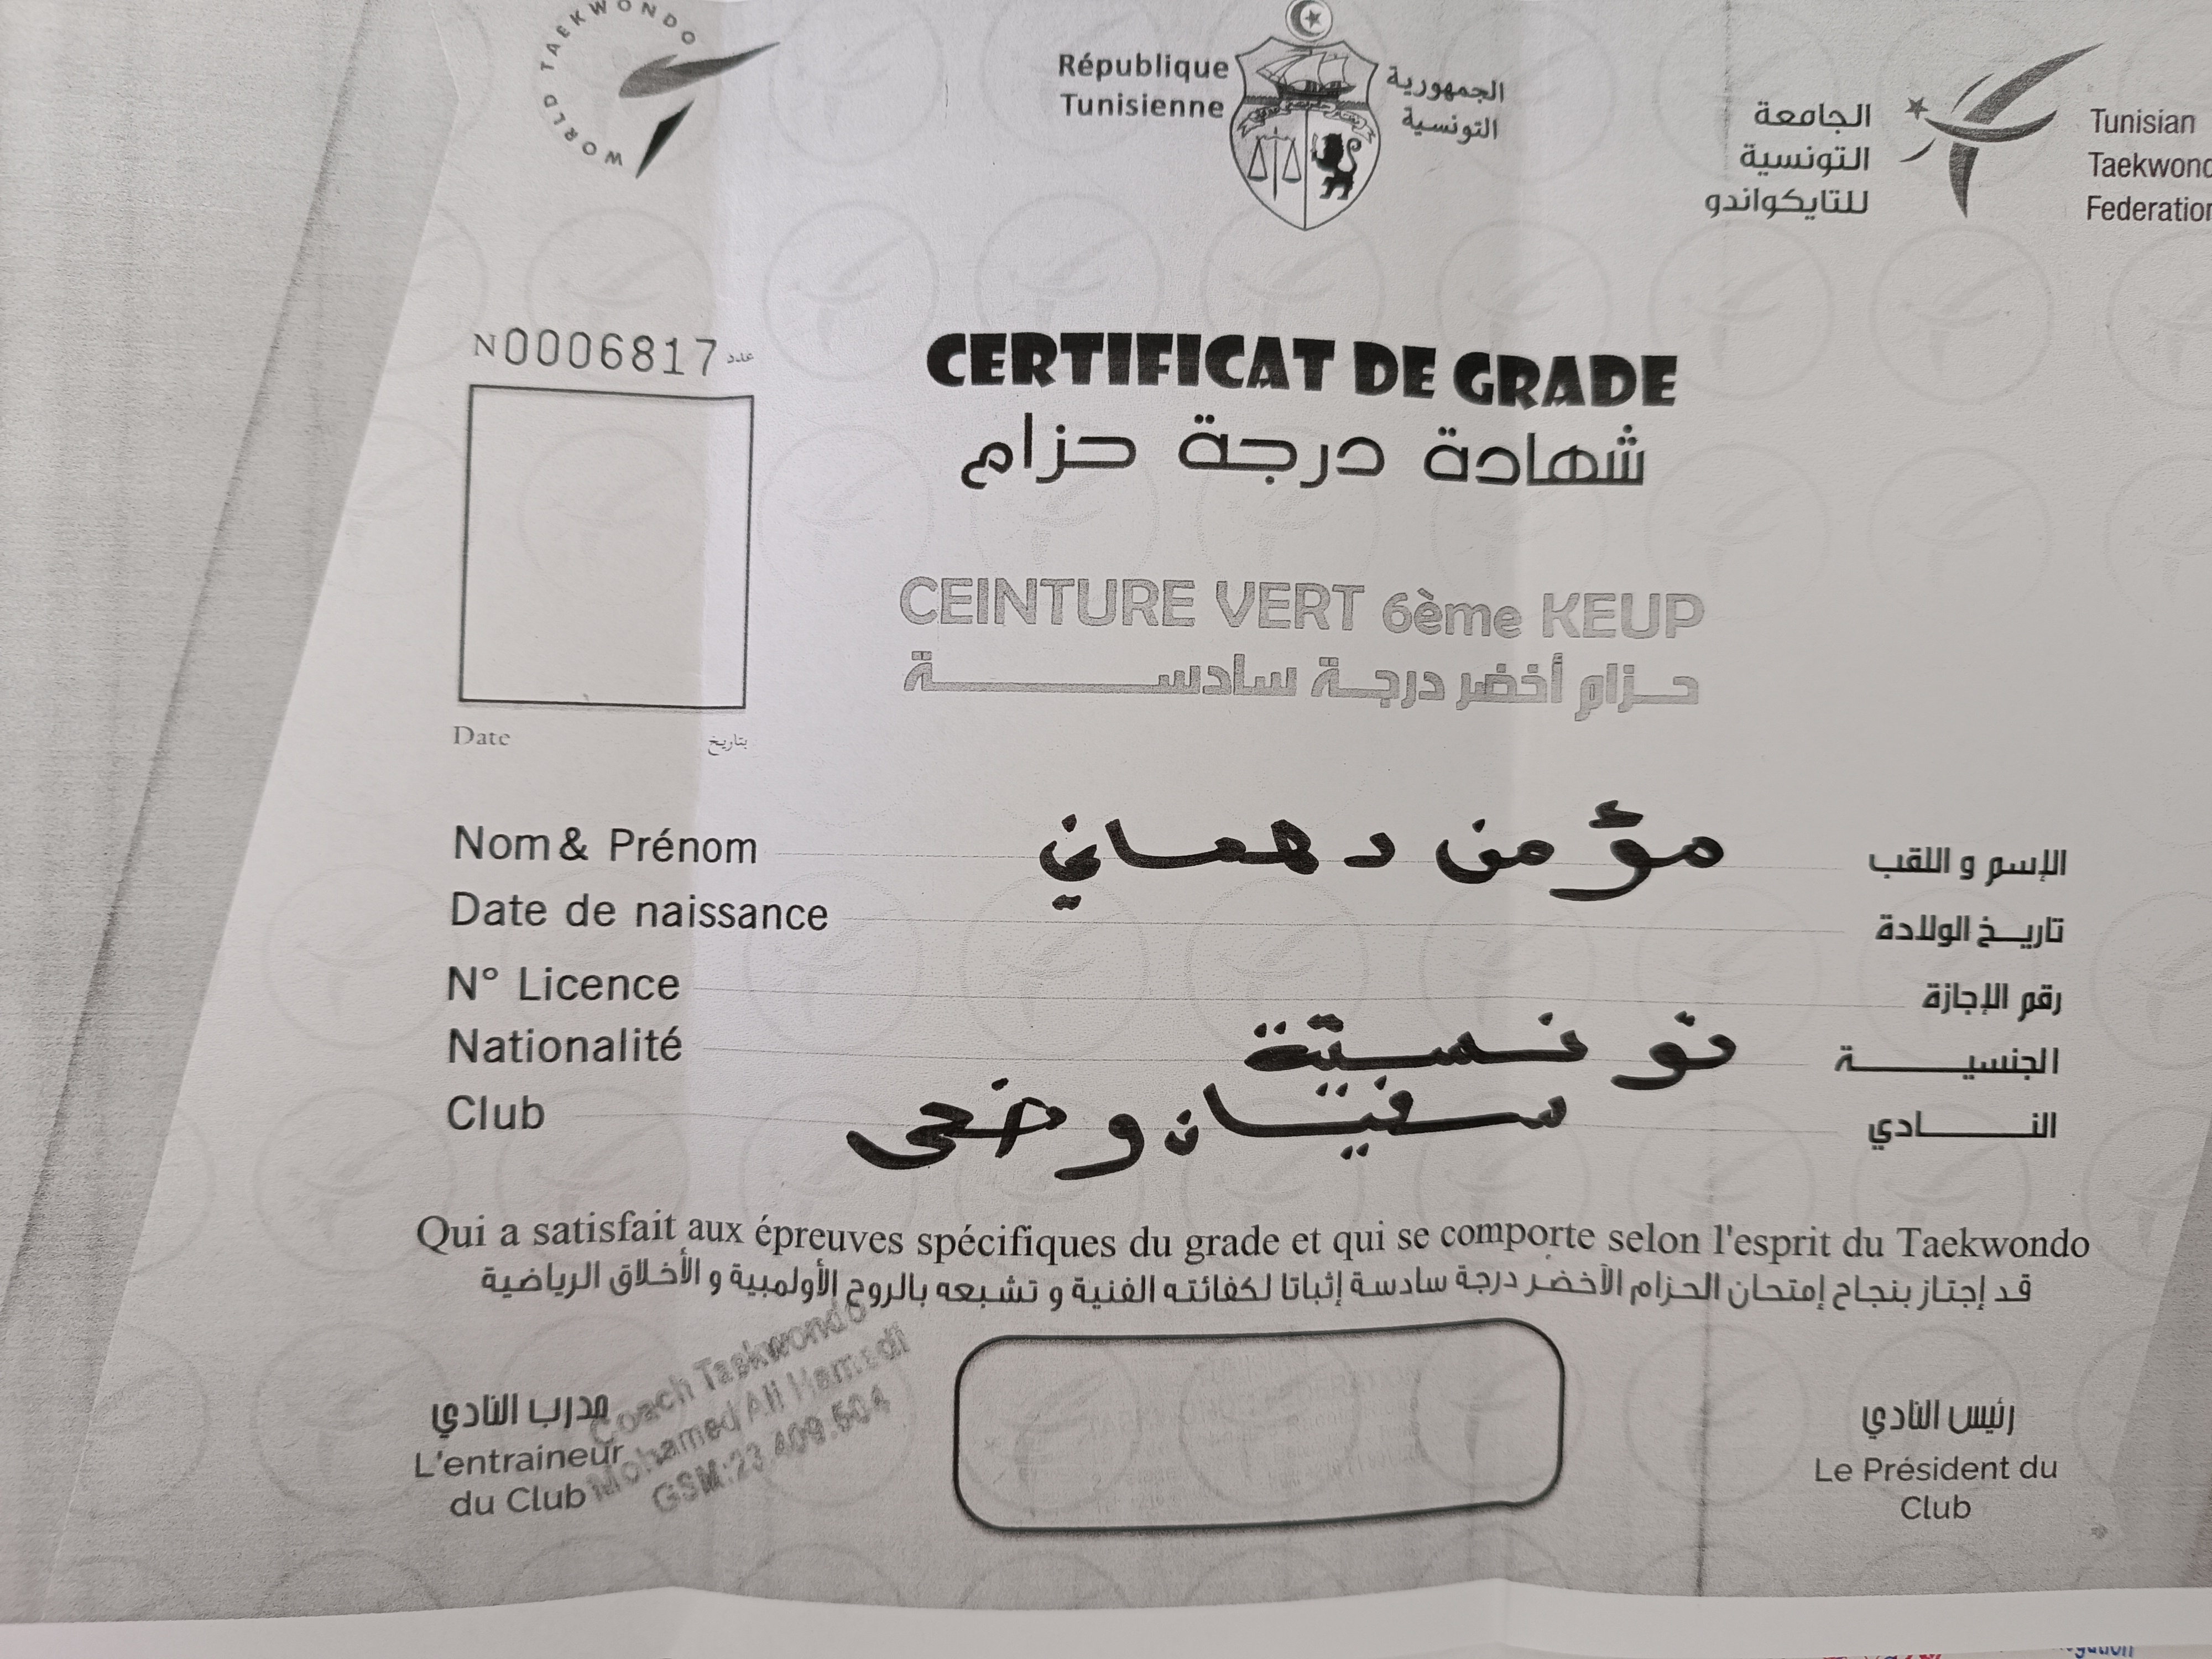 WORLD TAEKWONDO
République
Tunisienne
الجمهورية
التونسية
الجامعة
التونسية
للتايكواندو
Tunisian
Taekwondo
Federation
N0006817 عدد
CERTIFICAT DE GRADE
شهادة درجة حزام
CEINTURE VERT 6ème KEUP
حزام أخضر درجة سادسة
Date بتاريخ
Nom & Prénom مؤمن دهماني الإسم و اللقب
Date de naissance تاريخ الولادة
N° Licence رقم الإجازة
Nationalité تونسية الجنسية
Club سفيان وضحى النادي
Qui a satisfait aux épreuves spécifiques du grade et qui se comporte selon l'esprit du Taekwondo
قد إجتاز بنجاح إمتحان الحزام الأخضر درجة سادسة إثباتا لكفائته الفنية و تشبعه بالروح الأولمبية و الأخلاق الرياضية
مدرب النادي
L'entraineur
du Club
Coach Taekwondo
Mohamed Ali Hamedi
GSM:23.409.504
رئيس النادي
Le Président du
Club